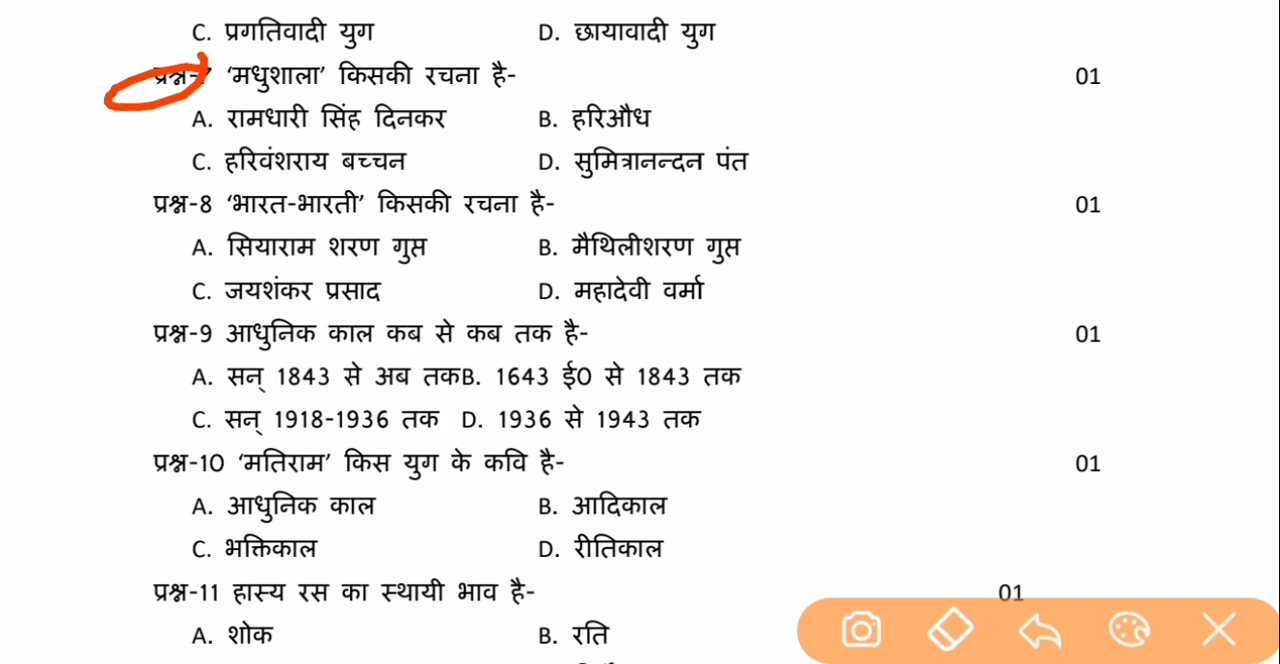 C. प्रगतिवादी युग D. छायावादी युग
प्रश्न-7 ‘मधुशाला’ किसकी रचना है- 01
A. रामधारी सिंह दिनकर B. हरिऔध
C. हरिवंशराय बच्चन D. सुमित्रानन्दन पंत
प्रश्न-8 ‘भारत-भारती’ किसकी रचना है- 01
A. सियाराम शरण गुप्त B. मैथिलीशरण गुप्त
C. जयशंकर प्रसाद D. महादेवी वर्मा
प्रश्न-9 आधुनिक काल कब से कब तक है- 01
A. सन् 1843 से अब तकB. 1643 ई0 से 1843 तक
C. सन् 1918-1936 तक D. 1936 से 1943 तक
प्रश्न-10 ‘मतिराम’ किस युग के कवि है- 01
A. आधुनिक काल B. आदिकाल
C. भक्तिकाल D. रीतिकाल
प्रश्न-11 हास्य रस का स्थायी भाव है- 01
A. शोक B. रति